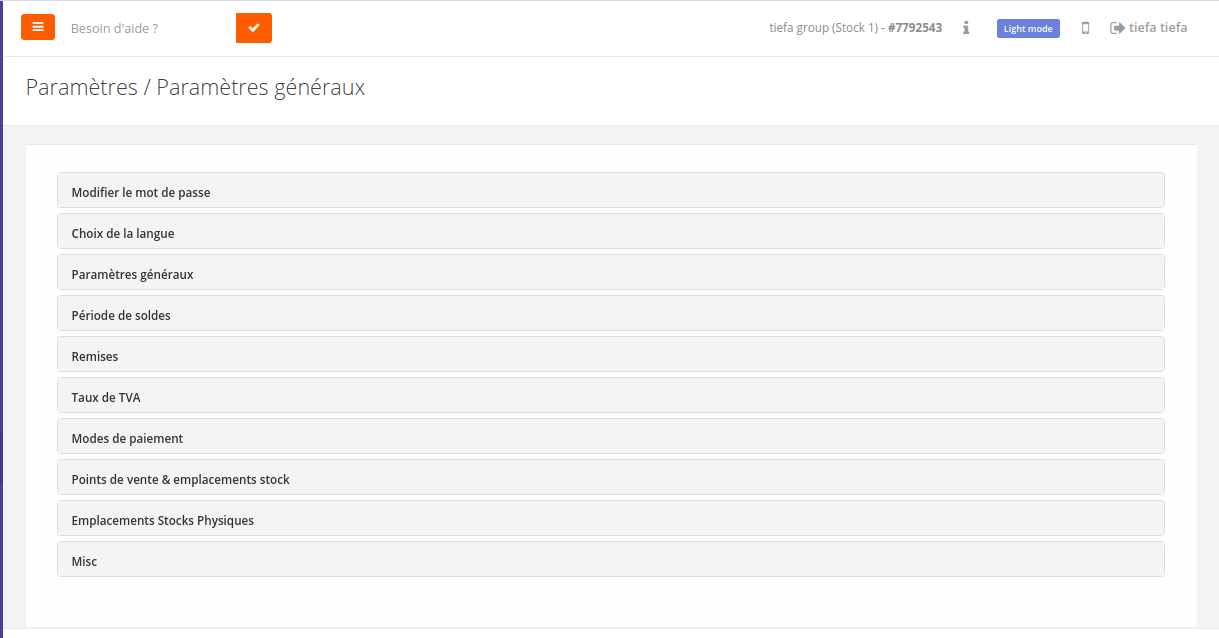 Besoin d'aide ?
tiefa group (Stock 1) - #7792543
Light mode
tiefa tiefa
Paramètres / Paramètres généraux
Modifier le mot de passe
Choix de la langue
Paramètres généraux
Période de soldes
Remises
Taux de TVA
Modes de paiement
Points de vente & emplacements stock
Emplacements Stocks Physiques
Misc